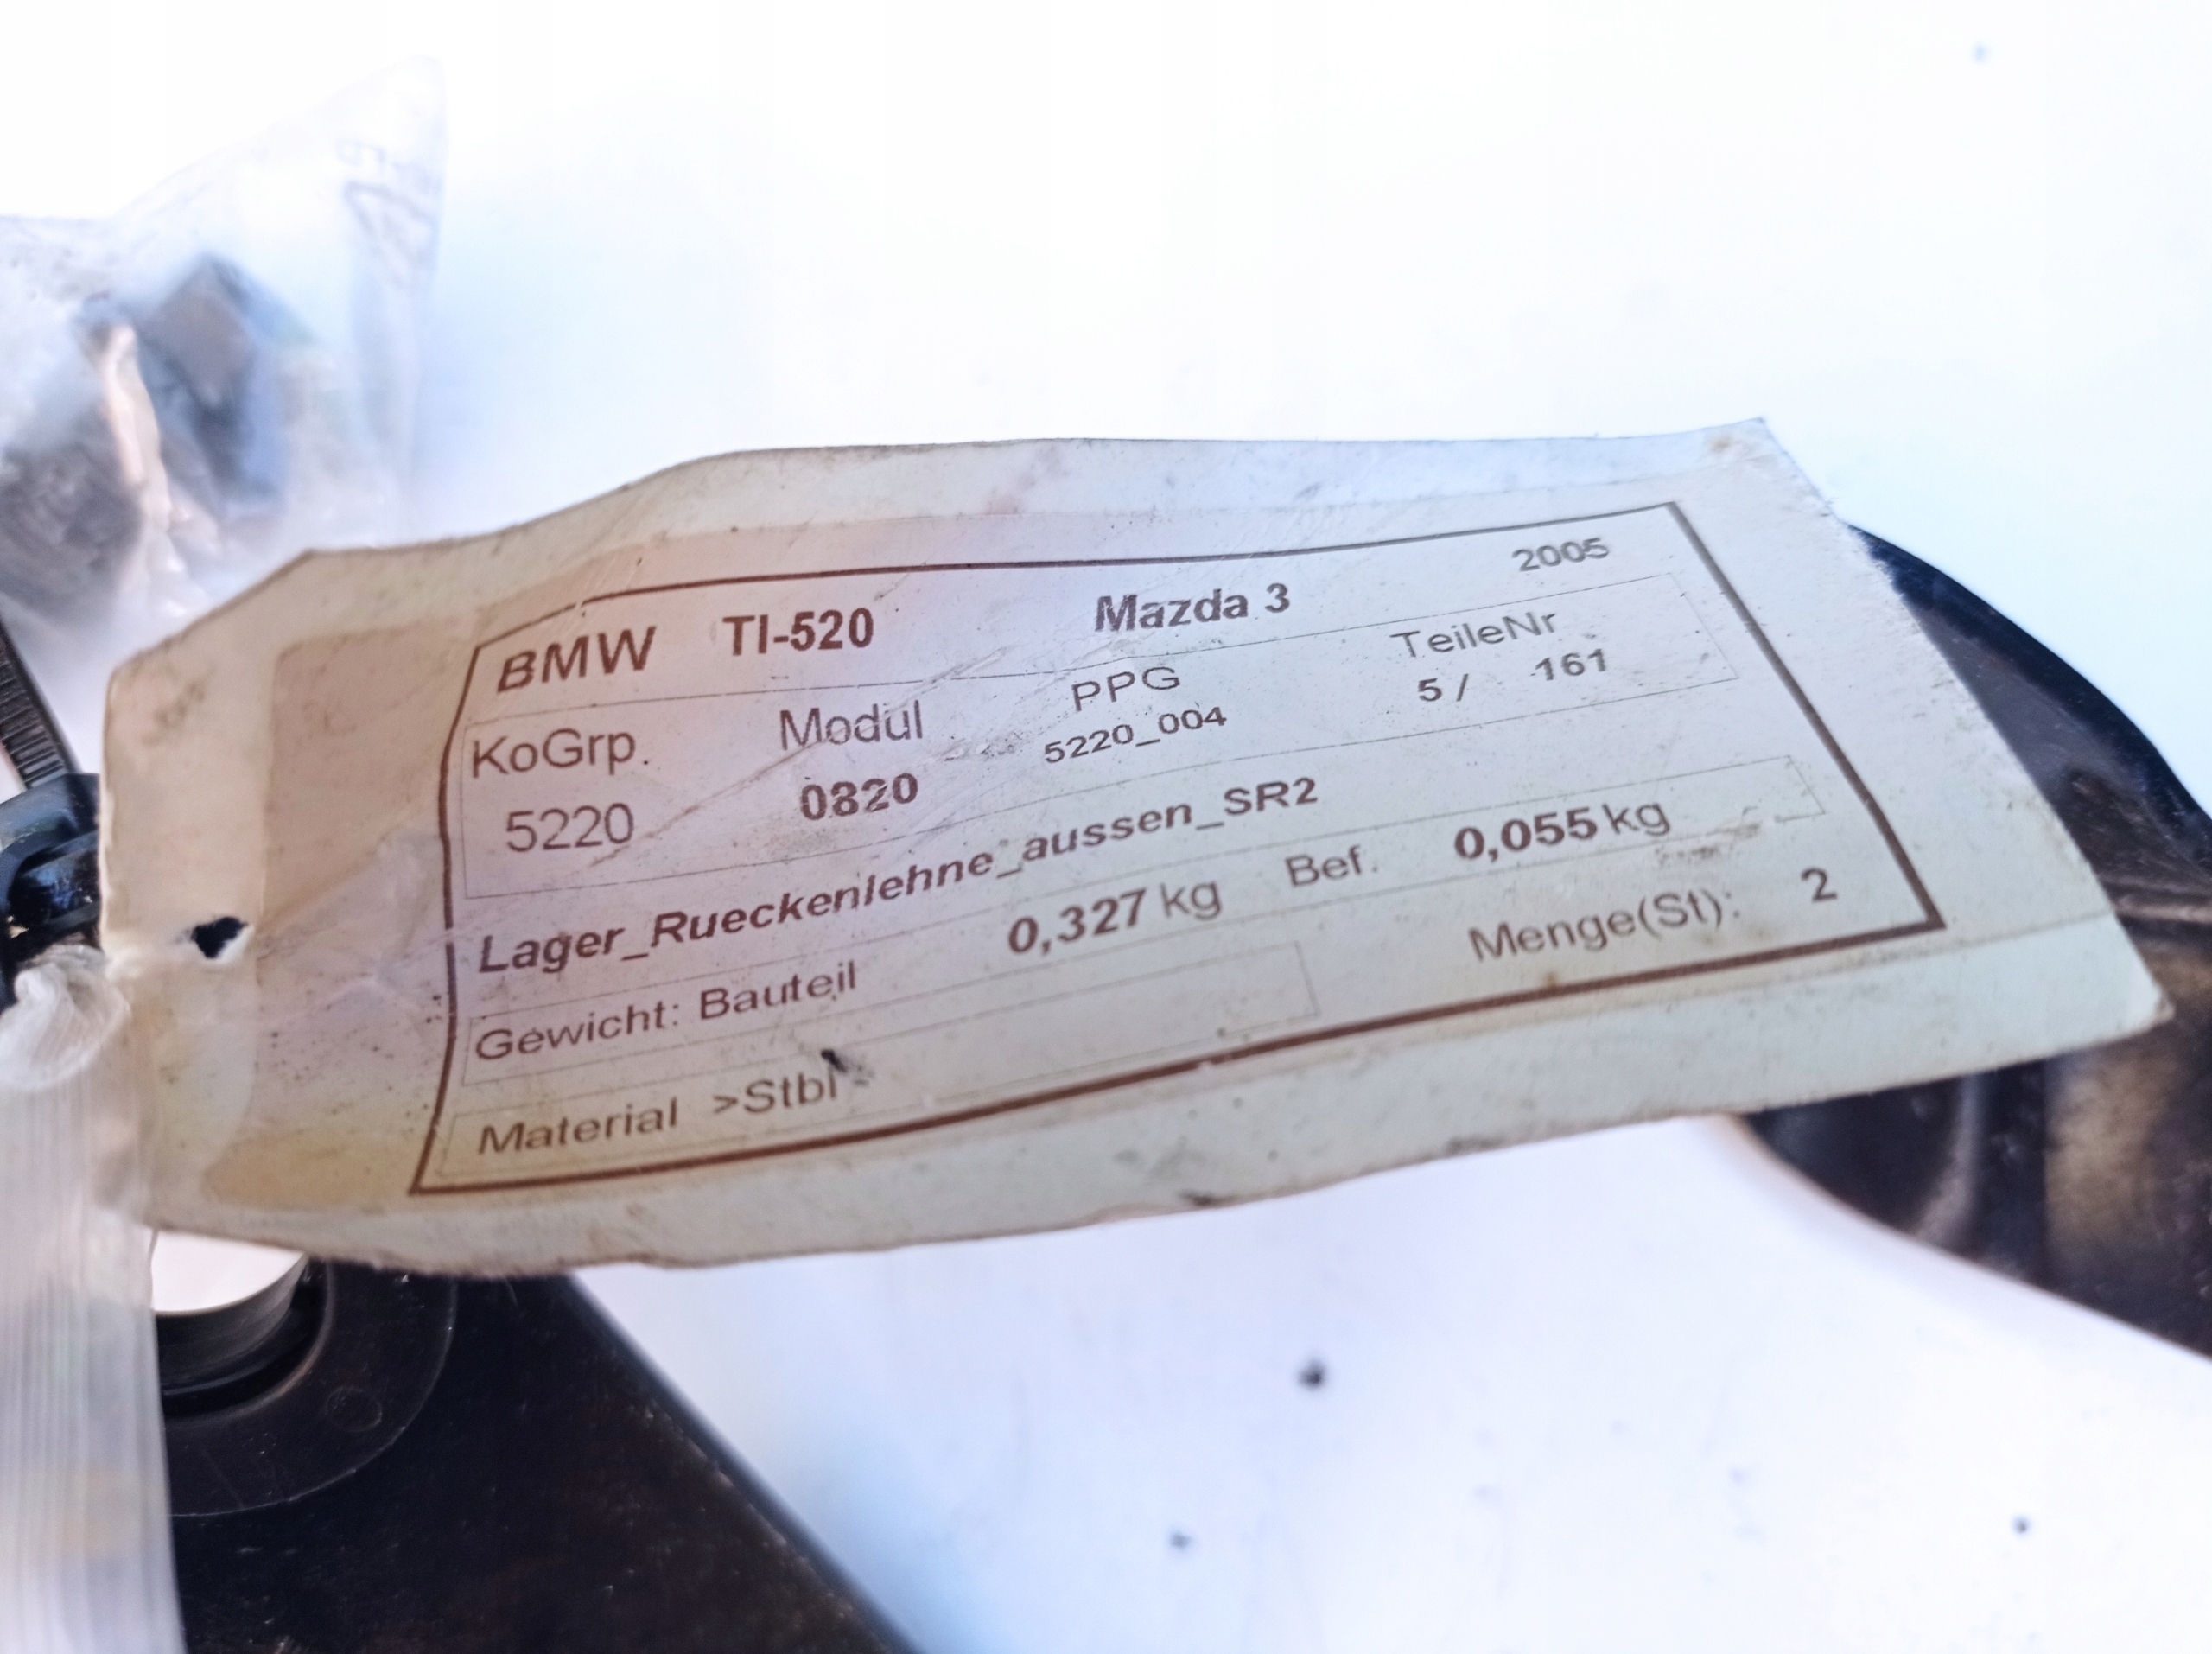 BMW TI-520 Mazda 3 2005
KoGrp. Modul PPG TeileNr
5220 0820 5220_004 5 / 161
Lager_Rueckenlehne_aussen_SR2
Gewicht: Bauteil 0,327 kg Bef. 0,055 kg
Material >Stbl Menge(St): 2